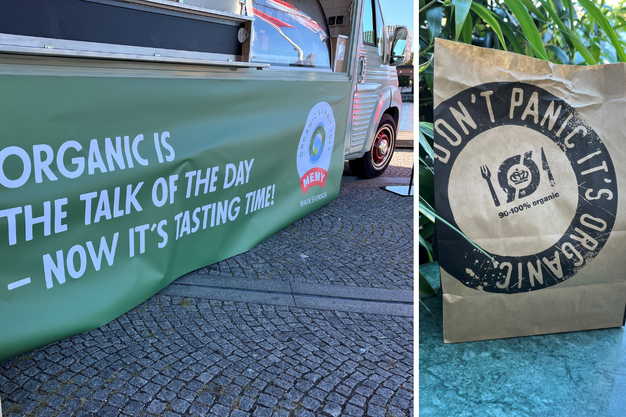 ORGANIC IS
THE TALK OF THE DAY
– NOW IT'S TASTING TIME!
MENY
DON'T PANIC IT'S ORGANIC
90-100% organic